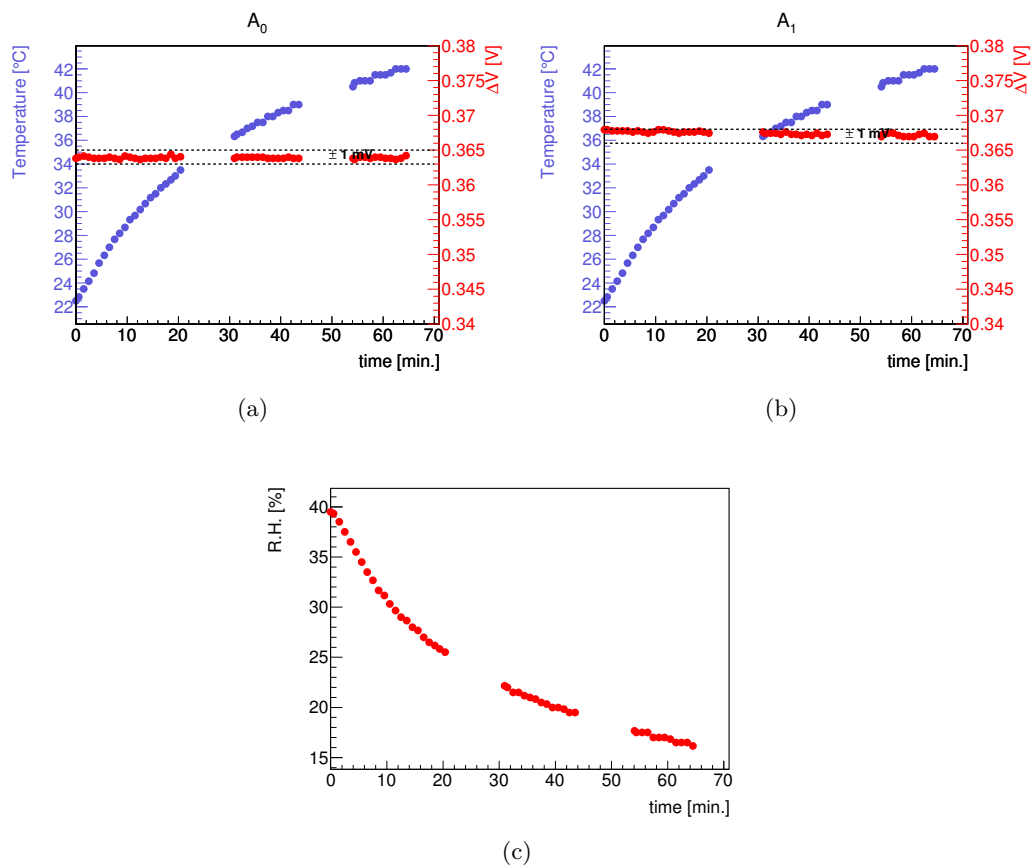 A0
Temperature [°C]
42
40
38
36
34
32
30
28
26
24
22
0 10 20 30 40 50 60 70
time [min.]
0.38
0.375
0.37
0.365
0.36
0.355
0.35
0.345
0.34
ΔV [V]
± 1 mV
(a)
A1
Temperature [°C]
42
40
38
36
34
32
30
28
26
24
22
0 10 20 30 40 50 60 70
time [min.]
0.38
0.375
0.37
0.365
0.36
0.355
0.35
0.345
0.34
ΔV [V]
± 1 mV
(b)
R.H. [%]
40
35
30
25
20
15
0 10 20 30 40 50 60 70
time [min.]
(c)